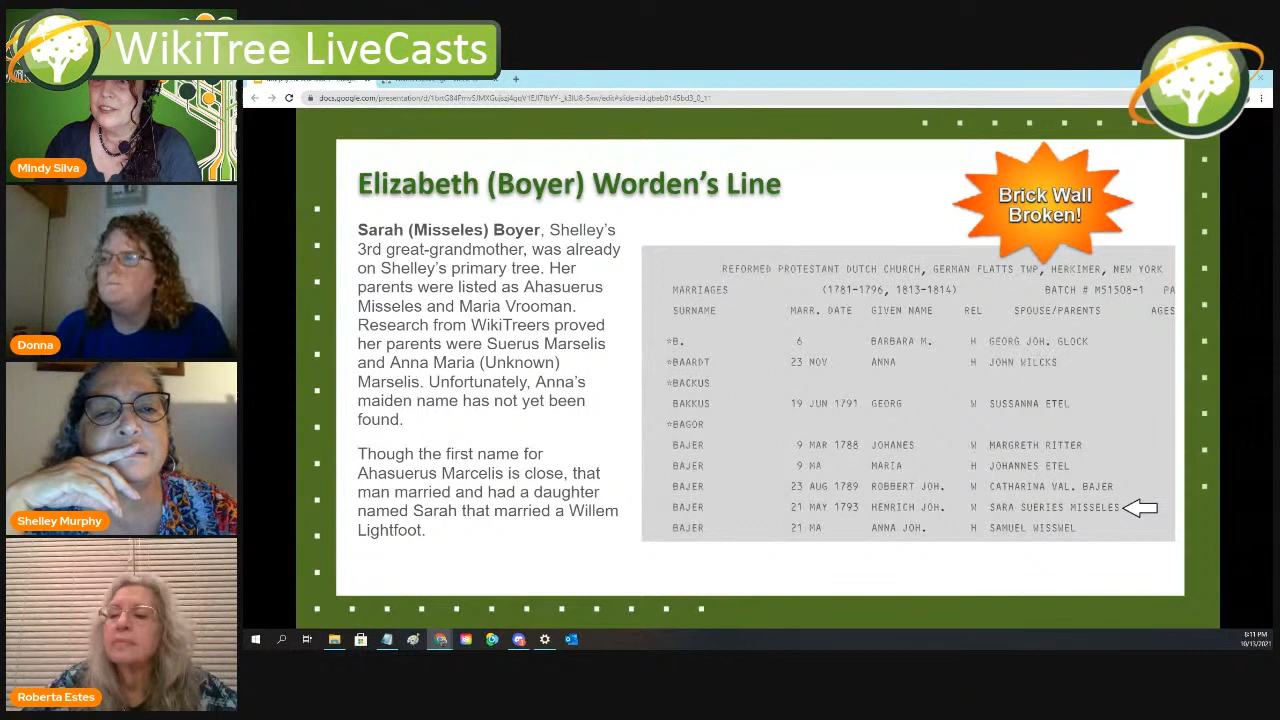 WikiTree LiveCasts
Mindy Silva
Donna
Shelley Murphy
Roberta Estes
Elizabeth (Boyer) Worden's Line
Brick Wall
Broken!
Sarah (Misseles) Boyer, Shelley's
3rd great-grandmother, was already
on Shelley's primary tree. Her
parents were listed as Ahasuerus
Misseles and Maria Vrooman.
Research from WikiTreers proved
her parents were Suerus Marselis
and Anna Maria (Unknown)
Marselis. Unfortunately, Anna's
maiden name has not yet been
found.
Though the first name for
Ahasuerus Marcelis is close, that
man married and had a daughter
named Sarah that married a Willem
Lightfoot.
REFORMED PROTESTANT DUTCH CHURCH, GERMAN FLATTS TWP, HERKIMER, NEW YORK
MARRIAGES (1781-1796, 1813-1814) BATCH # M51508-1 PA
SURNAME MARR. DATE GIVEN NAME REL SPOUSE/PARENTS AGES
*B. 6 BARBARA M. H GEORG JOH. GLOCK
*BAARDT 23 NOV ANNA H JOHN WILCKS
*BACKUS
BAKKUS 19 JUN 1791 GEORG W SUSSANNA ETEL
*BAGOR
BAJER 9 MAR 1788 JOHANES W MARGRETH RITTER
BAJER 9 MA MARIA H JOHANNES ETEL
BAJER 23 AUG 1789 ROBBERT JOH. W CATHARINA VAL. BAJER
BAJER 21 MAY 1793 HENRICH JOH. W SARA SUERIES MISSELES
BAJER 21 MA ANNA JOH. H SAMUEL WISSWEL
8:11 PM
10/13/2021